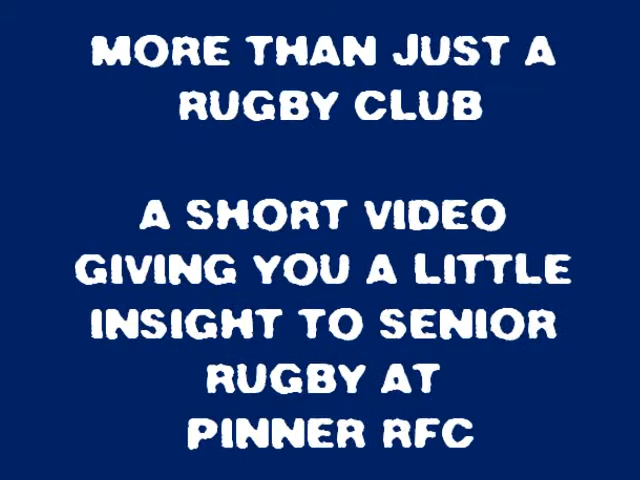 MORE THAN JUST A
RUGBY CLUB
A SHORT VIDEO
GIVING YOU A LITTLE
INSIGHT TO SENIOR
RUGBY AT
PINNER RFC